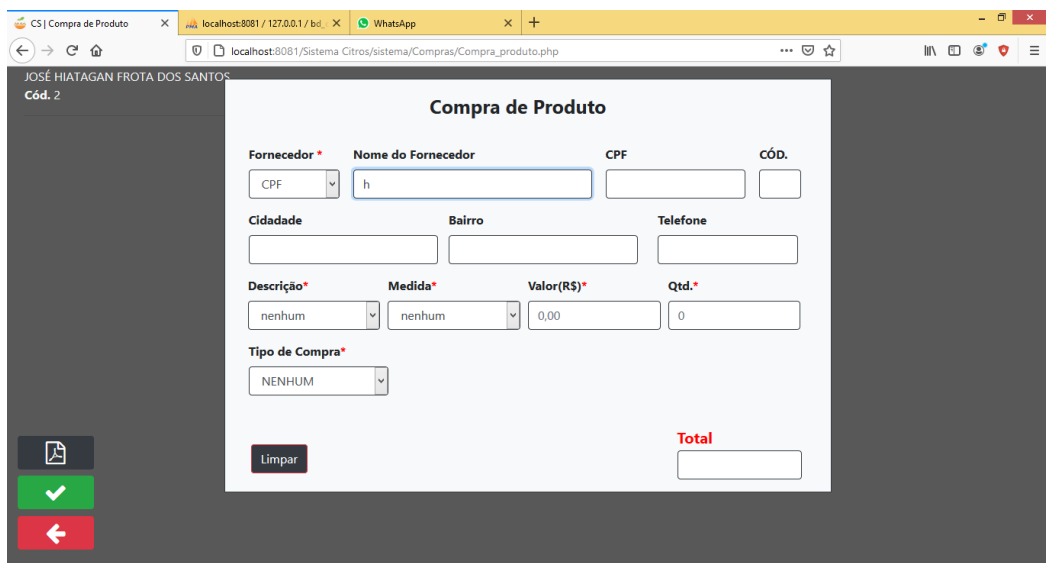 CS | Compra de Produto
localhost:8081 / 127.0.0.1 / bd_
WhatsApp
localhost:8081/Sistema Citros/sistema/Compras/Compra_produto.php
JOSÉ HIATAGAN FROTA DOS SANTOS
Cód. 2
Compra de Produto
Fornecedor * Nome do Fornecedor CPF CÓD.
CPF h
Cidadade Bairro Telefone
Descrição* Medida* Valor(R$)* Qtd.*
nenhum nenhum 0,00 0
Tipo de Compra*
NENHUM
Total
Limpar